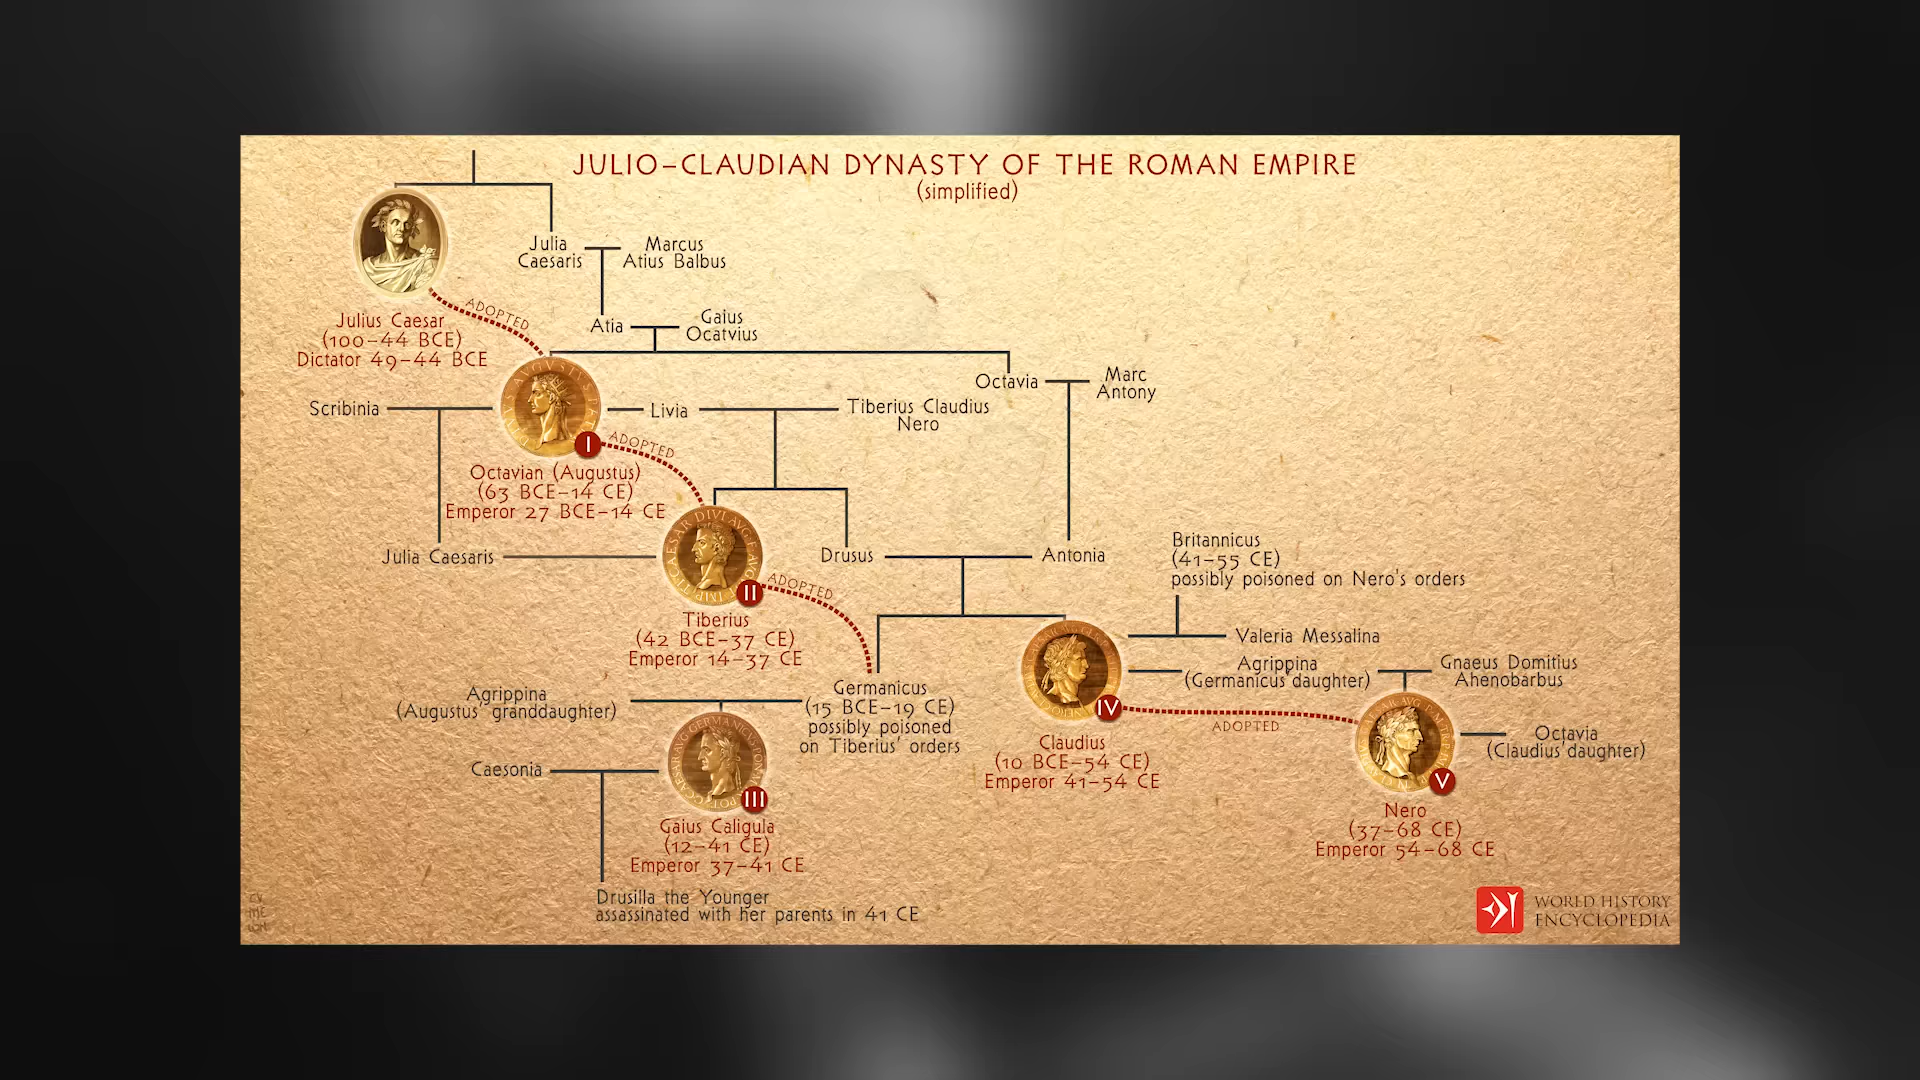 JULIO–CLAUDIAN DYNASTY OF THE ROMAN EMPIRE
(simplified)
Julia
Caesaris
Marcus
Atius Balbus
ADOPTED
Julius Caesar
(100–44 BCE)
Dictator 49–44 BCE
Atia
Gaius
Ocatvius
Octavia
Marc
Antony
Scribinia
Livia
Tiberius Claudius
Nero
I
ADOPTED
Octavian (Augustus)
(63 BCE–14 CE)
Emperor 27 BCE–14 CE
Julia Caesaris
Drusus
Antonia
II
ADOPTED
Tiberius
(42 BCE–37 CE)
Emperor 14–37 CE
Britannicus
(41–55 CE)
possibly poisoned on Nero's orders
Valeria Messalina
Agrippina
(Germanicus' daughter)
Gnaeus Domitius
Ahenobarbus
Agrippina
(Augustus' granddaughter)
Germanicus
(15 BCE–19 CE)
possibly poisoned
on Tiberius' orders
IV
ADOPTED
Claudius
(10 BCE–54 CE)
Emperor 41–54 CE
Octavia
(Claudius' daughter)
V
Nero
(37–68 CE)
Emperor 54–68 CE
Caesonia
III
Gaius Caligula
(12–41 CE)
Emperor 37–41 CE
Drusilla the Younger
assassinated with her parents in 41 CE
WORLD HISTORY
ENCYCLOPEDIA